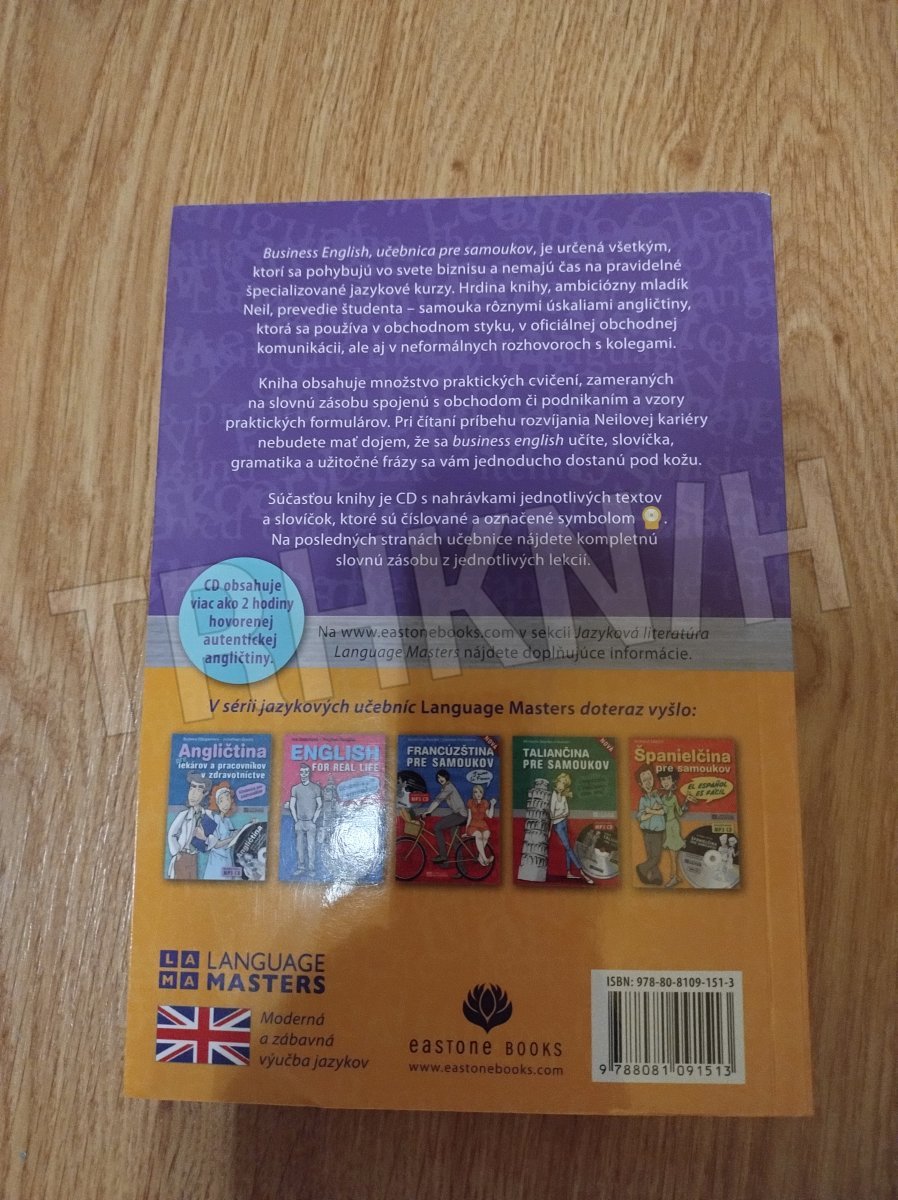 Business English, učebnica pre samoukov, je určená všetkým,
ktorí sa pohybujú vo svete biznisu a nemajú čas na pravidelné
špecializované jazykové kurzy. Hrdina knihy, ambiciózny mladík
Neil, prevedie študenta – samouka rôznymi úskaliami angličtiny,
ktorá sa používa v obchodnom styku, v oficiálnej obchodnej
komunikácii, ale aj v neformálnych rozhovoroch s kolegami.
Kniha obsahuje množstvo praktických cvičení, zameraných
na slovnú zásobu spojenú s obchodom či podnikaním a vzory
praktických formulárov. Pri čítaní príbehu rozvíjania Neilovej kariéry
nebudete mať dojem, že sa business english učíte, slovíčka,
gramatika a užitočné frázy sa vám jednoducho dostanú pod kožu.
Súčasťou knihy je CD s nahrávkami jednotlivých textov
a slovíčok, ktoré sú číslované a označené symbolom .
Na posledných stranách učebnice nájdete kompletnú
slovnú zásobu z jednotlivých lekcií.
CD obsahuje
viac ako 2 hodiny
hovorenej
autentickej
angličtiny.
Na www.eastonebooks.com v sekcii Jazyková literatúra
Language Masters nájdete doplňujúce informácie.
V sérii jazykových učebníc Language Masters doteraz vyšlo:
Angličtina
lekárov a pracovníkov
v zdravotníctve
ENGLISH
FOR REAL LIFE
FRANCÚZŠTINA
PRE SAMOUKOV
NOVÁ
TALIANČINA
PRE SAMOUKOV
NOVÁ
Španielčina
pre samoukov
EL ESPAÑOL
ES FÁCIL
LA
MA
LANGUAGE
MASTERS
Moderná
a zábavná
výučba jazykov
eastone BOOKS
www.eastonebooks.com
ISBN: 978-80-8109-151-3
9 788081 091513
TRHKNÍH